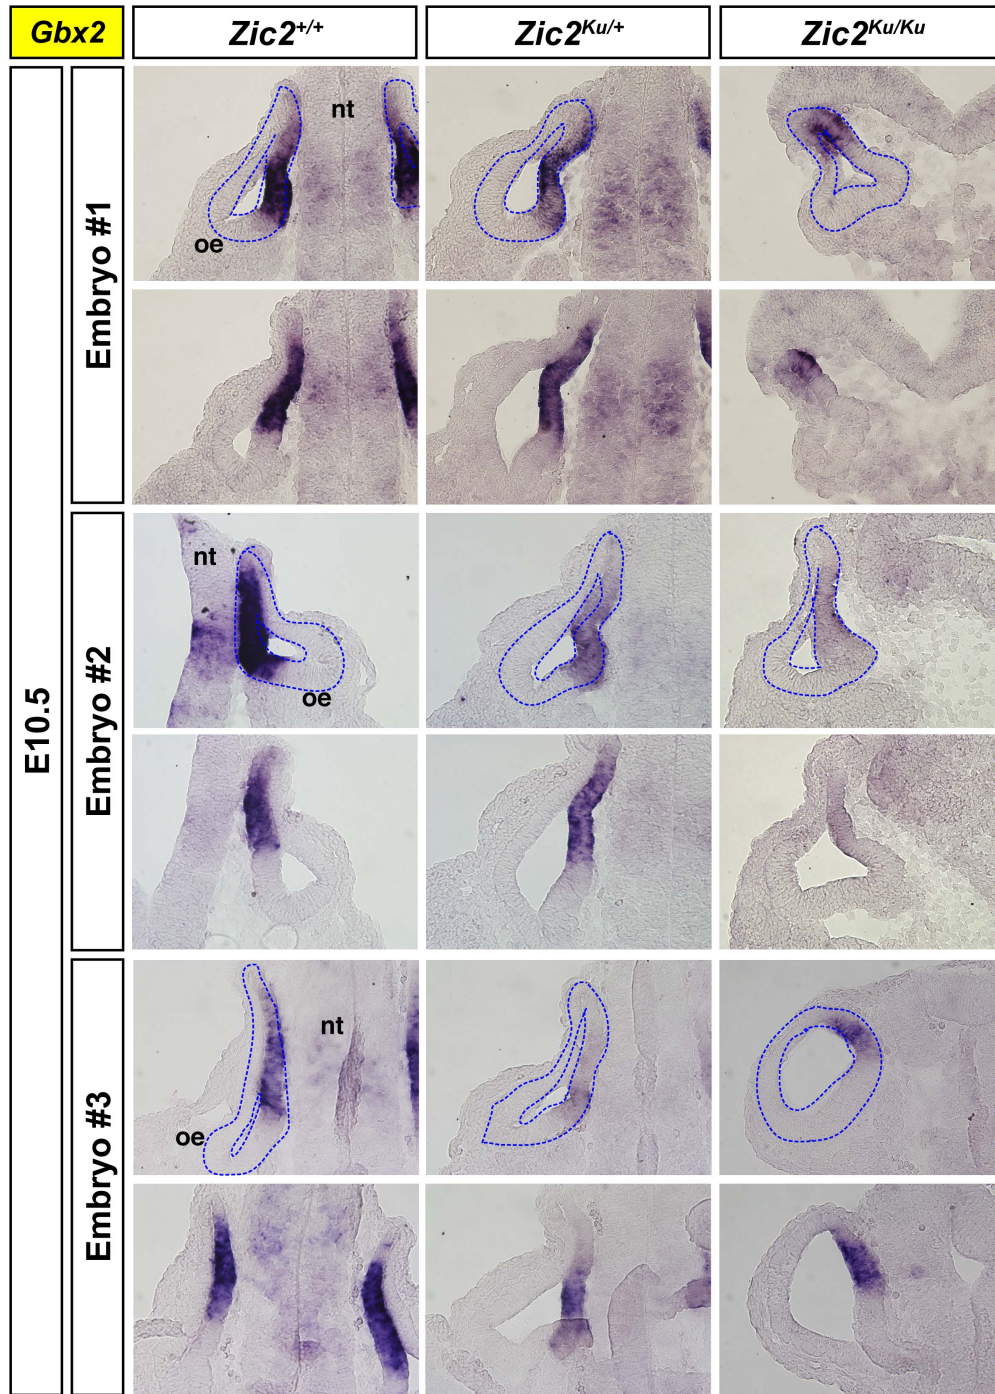 Gbx2 Zic2+/+ Zic2Ku/+ Zic2Ku/Ku
E10.5
Embryo #1
nt
oe
Embryo #2
nt
oe
Embryo #3
nt
oe